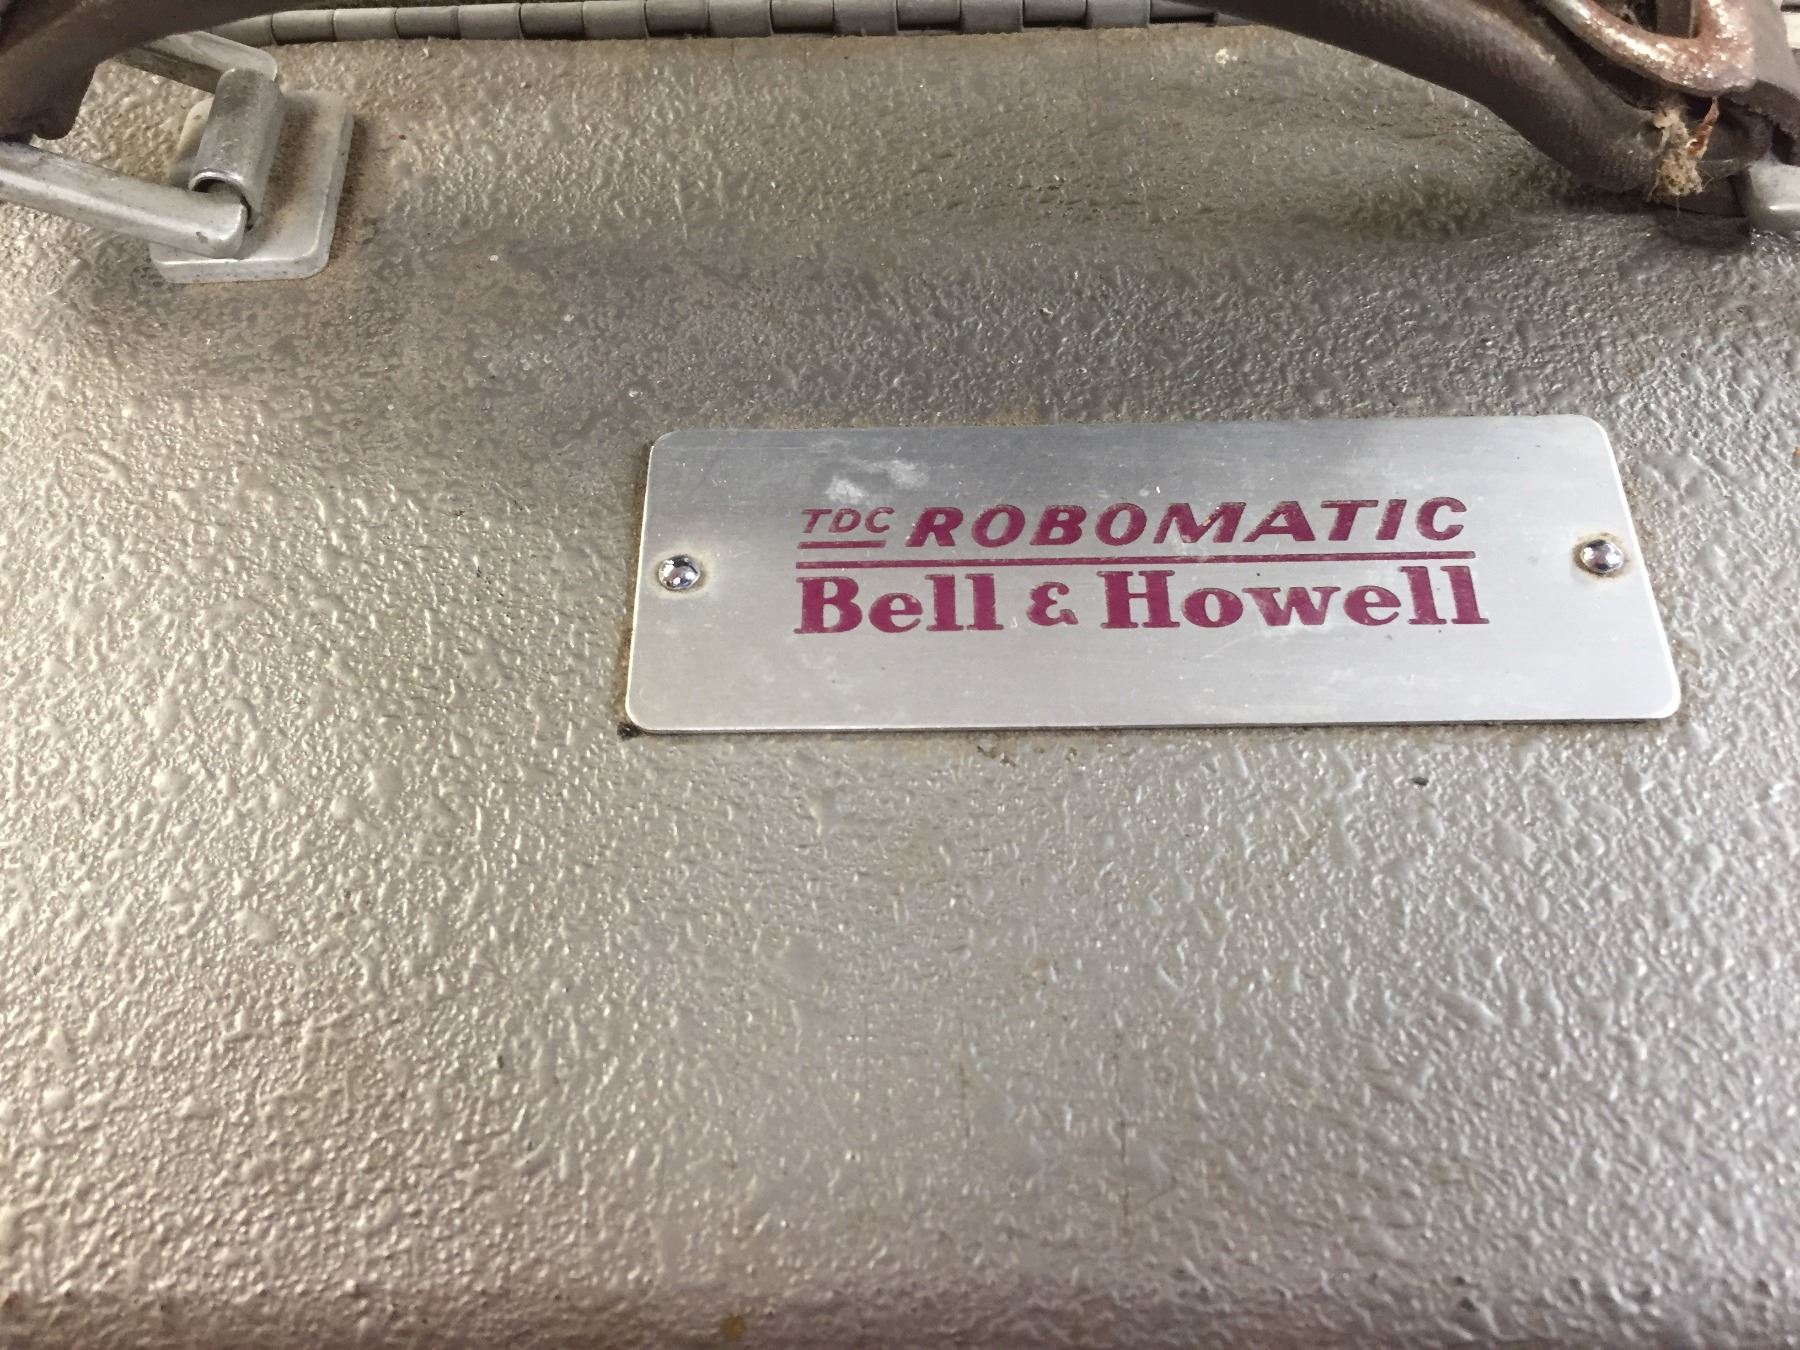 TDC ROBOMATIC
Bell & Howell